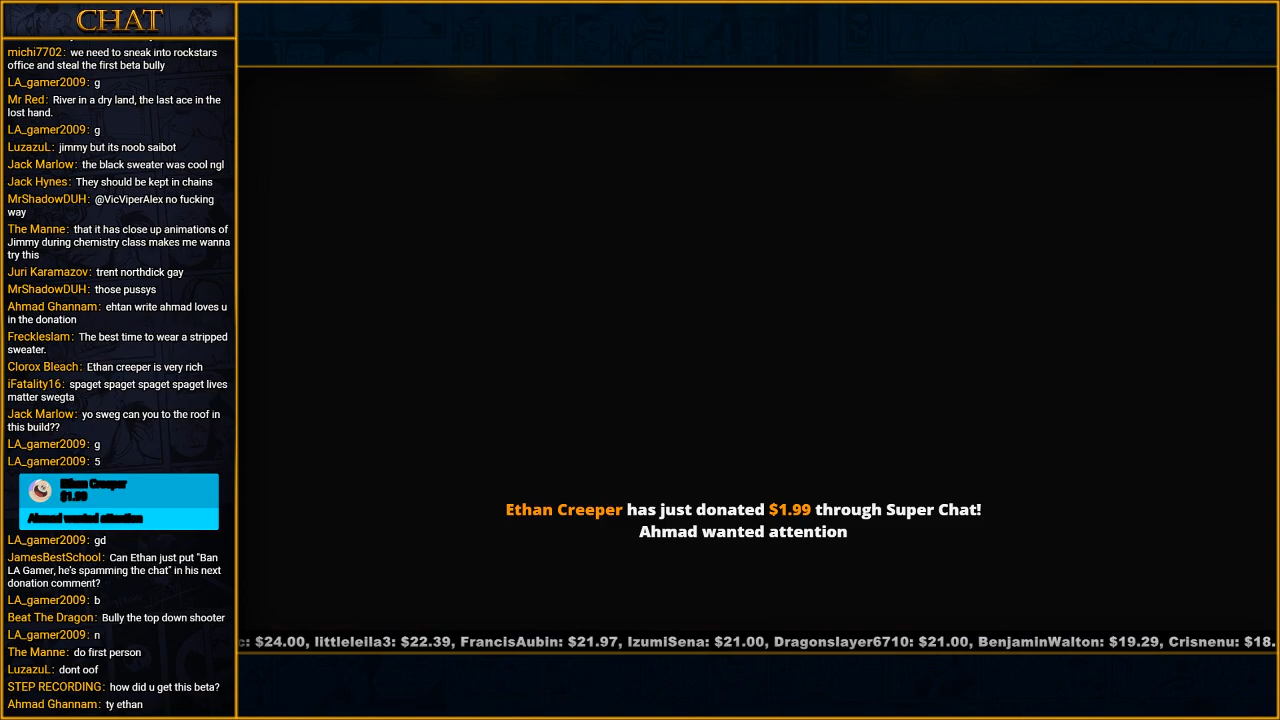 CHAT
michi7702: we need to sneak into rockstars
office and steal the first beta bully
LA_gamer2009: g
Mr Red: River in a dry land, the last ace in the
lost hand.
LA_gamer2009: g
LuzazuL: jimmy but its noob saibot
Jack Marlow: the black sweater was cool ngl
Jack Hynes: They should be kept in chains
MrShadowDUH: @VicViperAlex no fucking
way
The Manne: that it has close up animations of
Jimmy during chemistry class makes me wanna
try this
Juri Karamazov: trent northdick gay
MrShadowDUH: those pussys
Ahmad Ghannam: ehtan write ahmad loves u
in the donation
Freckleslam: The best time to wear a stripped
sweater.
Clorox Bleach: Ethan creeper is very rich
iFatality16: spaget spaget spaget spaget lives
matter swegta
Jack Marlow: yo sweg can you to the roof in
this build??
LA_gamer2009: g
LA_gamer2009: 5
Ethan Creeper
$1.99
Ahmad wanted attention
LA_gamer2009: gd
JamesBestSchool: Can Ethan just put "Ban
LA Gamer, he's spamming the chat" in his next
donation comment?
LA_gamer2009: b
Beat The Dragon: Bully the top down shooter
LA_gamer2009: n
The Manne: do first person
LuzazuL: dont oof
STEP RECORDING: how did u get this beta?
Ahmad Ghannam: ty ethan
Ethan Creeper has just donated $1.99 through Super Chat!
Ahmad wanted attention
: $24.00, littleleila3: $22.39, FrancisAubin: $21.97, IzumiSena: $21.00, Dragonslayer6710: $21.00, BenjaminWalton: $19.29, Crisnenu: $18.